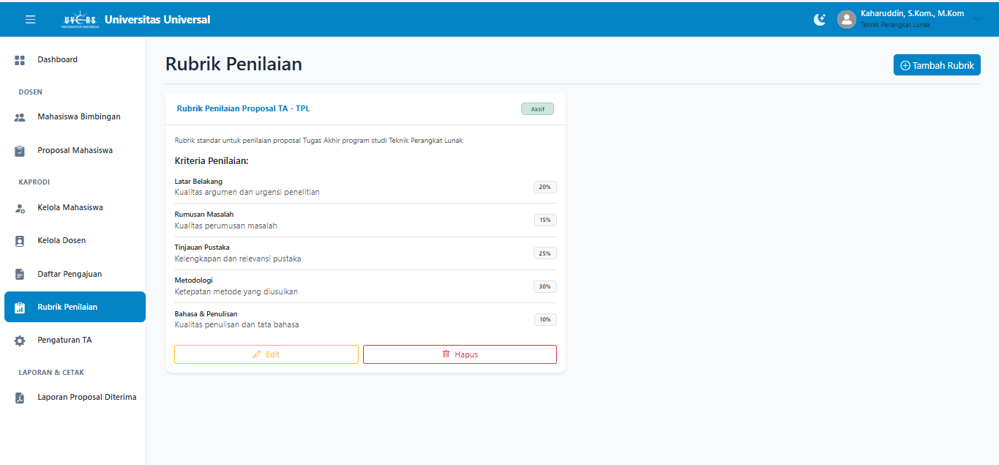 UVERS
UNIVERSITAS UNIVERSAL
Universitas Universal
Kaharuddin, S.Kom., M.Kom
Teknik Perangkat Lunak
Dashboard
DOSEN
Mahasiswa Bimbingan
Proposal Mahasiswa
KAPRODI
Kelola Mahasiswa
Kelola Dosen
Daftar Pengajuan
Rubrik Penilaian
Pengaturan TA
LAPORAN & CETAK
Laporan Proposal Diterima
Rubrik Penilaian
Tambah Rubrik
Rubrik Penilaian Proposal TA - TPL
Aktif
Rubrik standar untuk penilaian proposal Tugas Akhir program studi Teknik Perangkat Lunak
Kriteria Penilaian:
Latar Belakang
Kualitas argumen dan urgensi penelitian
20%
Rumusan Masalah
Kualitas perumusan masalah
15%
Tinjauan Pustaka
Kelengkapan dan relevansi pustaka
25%
Metodologi
Ketepatan metode yang diusulkan
30%
Bahasa & Penulisan
Kualitas penulisan dan tata bahasa
10%
Edit
Hapus